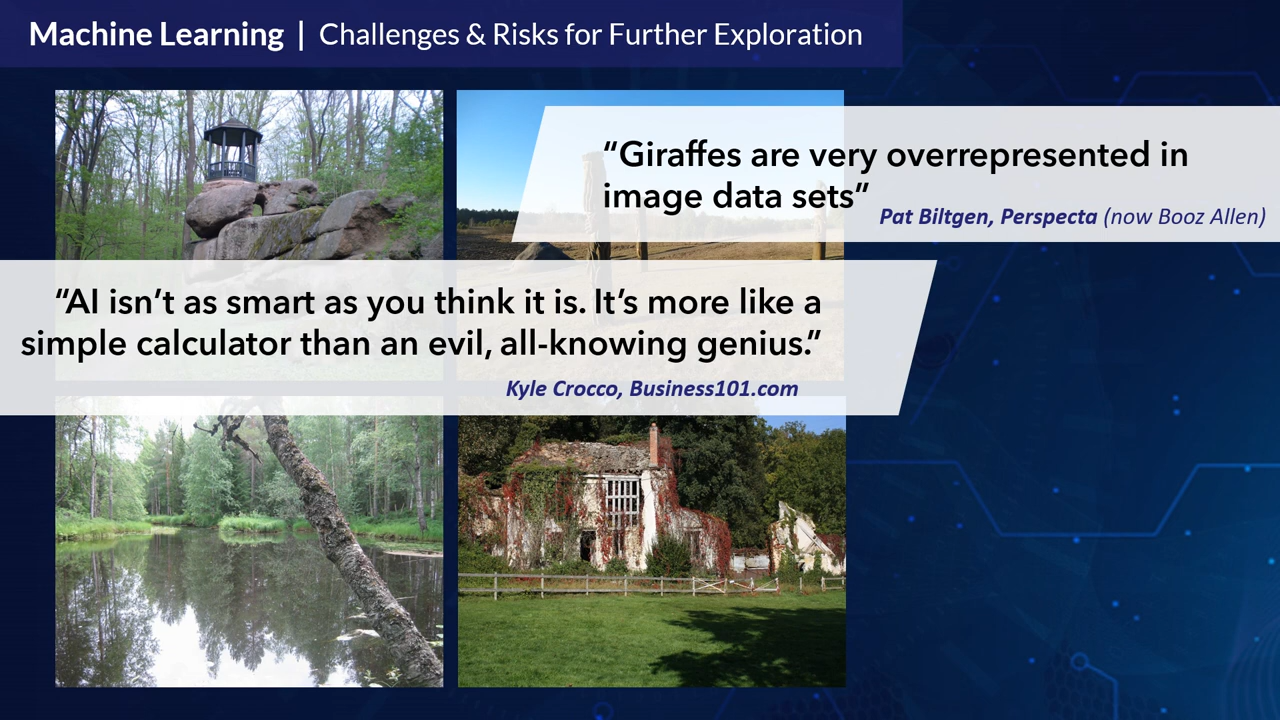 Machine Learning | Challenges & Risks for Further Exploration
“Giraffes are very overrepresented in
image data sets”
Pat Biltgen, Perspecta (now Booz Allen)
“AI isn’t as smart as you think it is. It’s more like a
simple calculator than an evil, all-knowing genius.”
Kyle Crocco, Business101.com